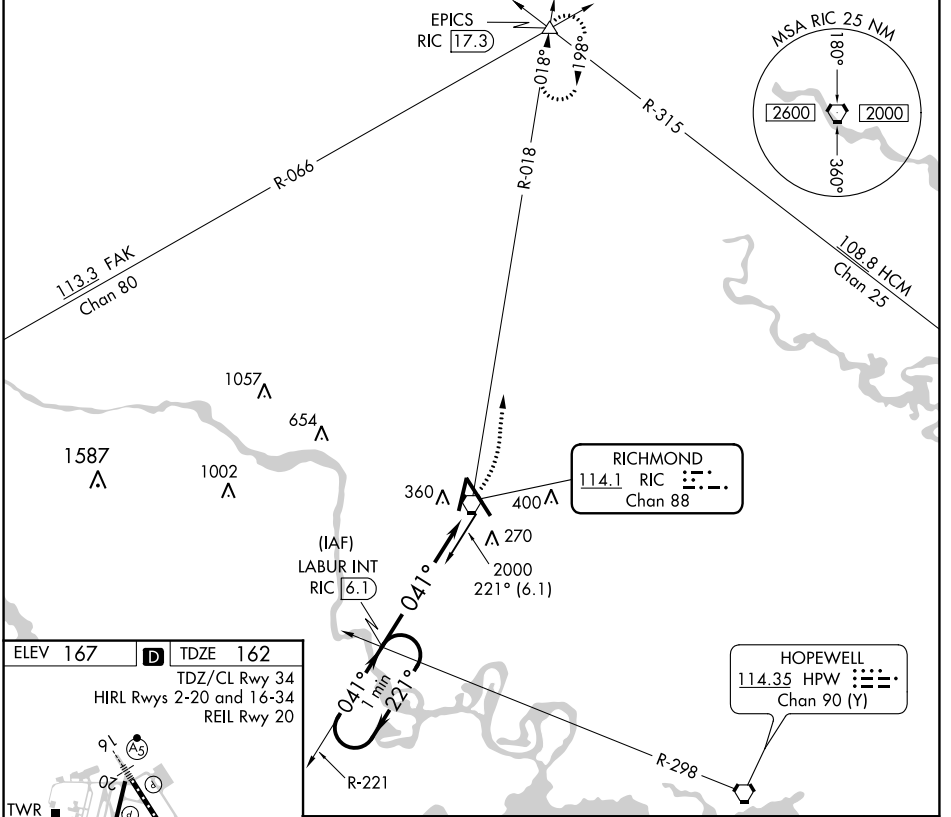 EPICS
RIC 17.3
018°
198°
MSA RIC 25 NM
180°
2600
2000
360°
R-066
R-018
R-315
113.3 FAK
Chan 80
108.8 HCM
Chan 25
1057
654
1587
1002
360
400
270
RICHMOND
114.1 RIC
Chan 88
(IAF)
LABUR INT
RIC 6.1
041°
2000
221° (6.1)
041°
1 min
221°
R-221
R-298
HOPEWELL
114.35 HPW
Chan 90 (Y)
ELEV 167
D
TDZE 162
TDZ/CL Rwy 34
HIRL Rwys 2-20 and 16-34
REIL Rwy 20
16
A5
20
P
P
TWR